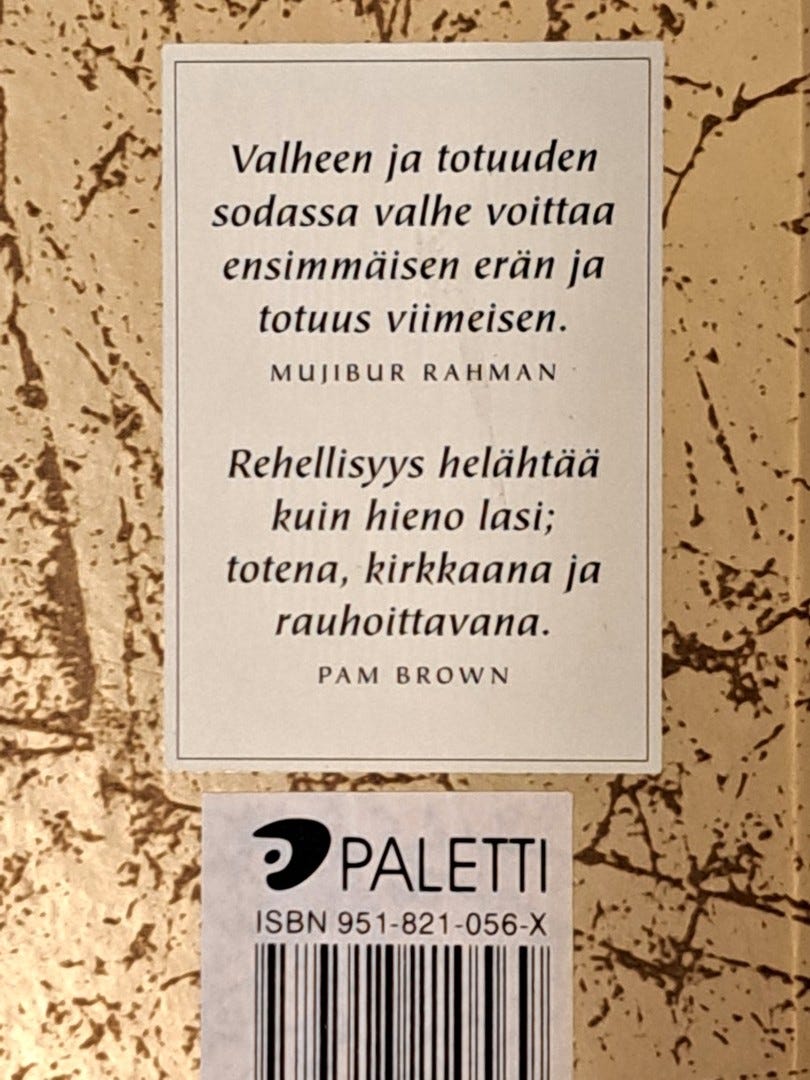 Valheen ja totuuden
sodassa valhe voittaa
ensimmäisen erän ja
totuus viimeisen.
MUJIBUR RAHMAN
Rehellisyys helähtää
kuin hieno lasi;
totena, kirkkaana ja
rauhoittavana.
PAM BROWN
PALETTI
ISBN 951-821-056-X